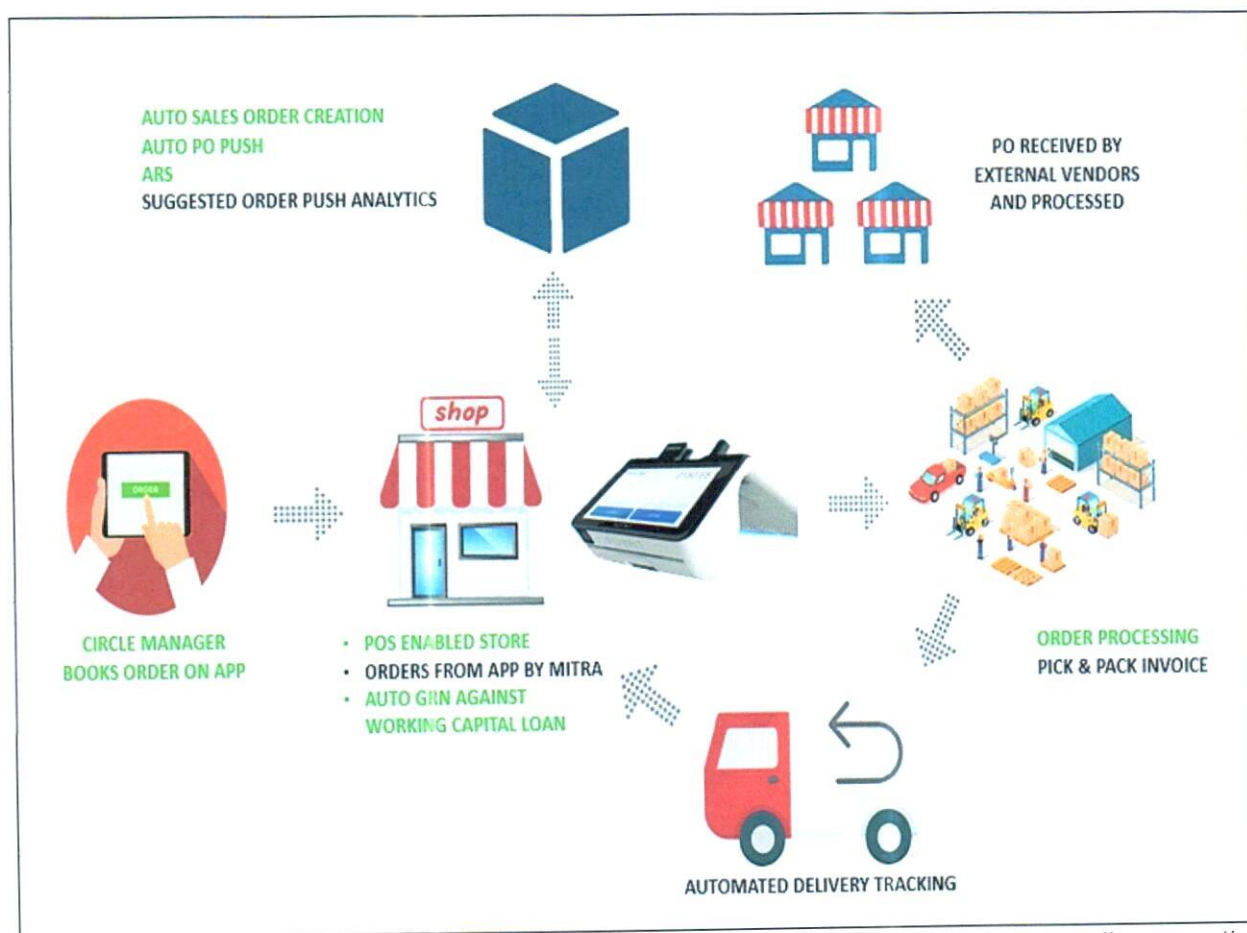 AUTO SALES ORDER CREATION
AUTO PO PUSH
ARS
SUGGESTED ORDER PUSH ANALYTICS
PO RECEIVED BY
EXTERNAL VENDORS
AND PROCESSED
shop
ORDER
CIRCLE MANAGER
BOOKS ORDER ON APP
• POS ENABLED STORE
• ORDERS FROM APP BY MITRA
• AUTO GRN AGAINST
WORKING CAPITAL LOAN
ORDER PROCESSING
PICK & PACK INVOICE
AUTOMATED DELIVERY TRACKING